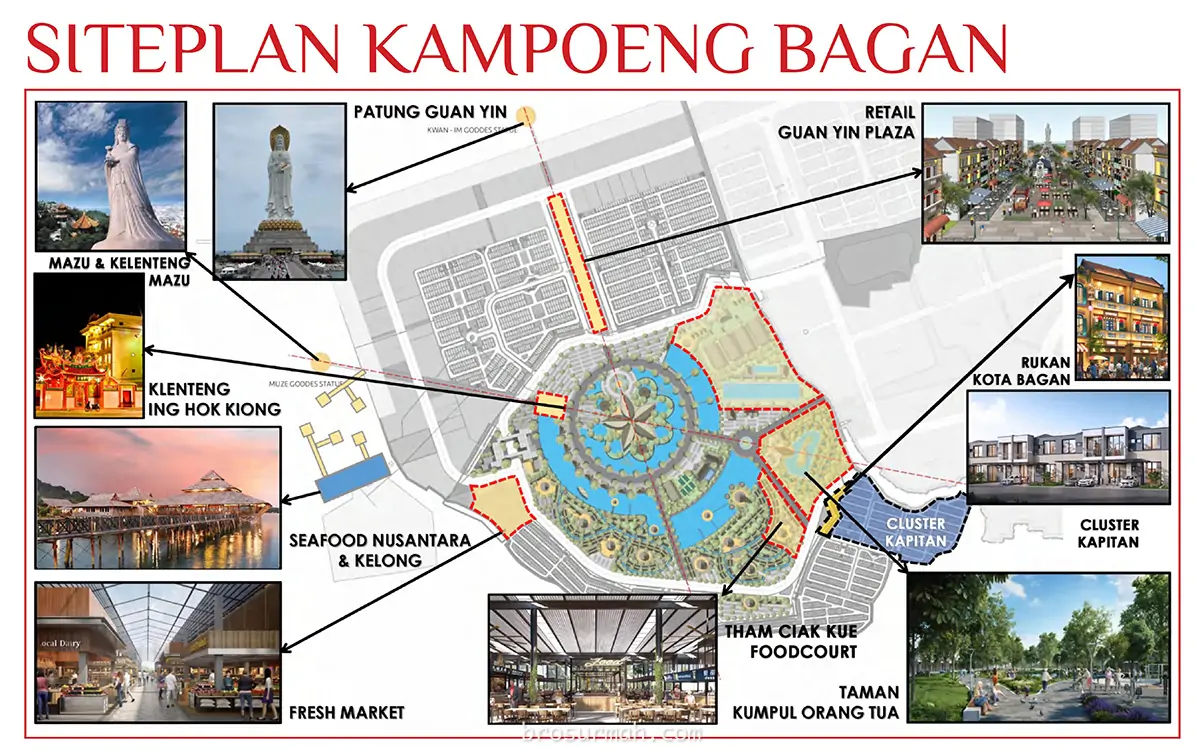 SITEPLAN KAMPOENG BAGAN
PATUNG GUAN YIN
KWAN - IM GODDES STATUE
RETAIL
GUAN YIN PLAZA
MAZU & KELENTENG
MAZU
KLENTENG
ING HOK KIONG
MUZE GODDES STATUE
RUKAN
KOTA BAGAN
SEAFOOD NUSANTARA
& KELONG
CLUSTER
KAPITAN
CLUSTER
KAPITAN
Local Dairy
FRESH MARKET
THAM CIAK KUE
FOODCOURT
TAMAN
KUMPUL ORANG TUA
brosurmah.com